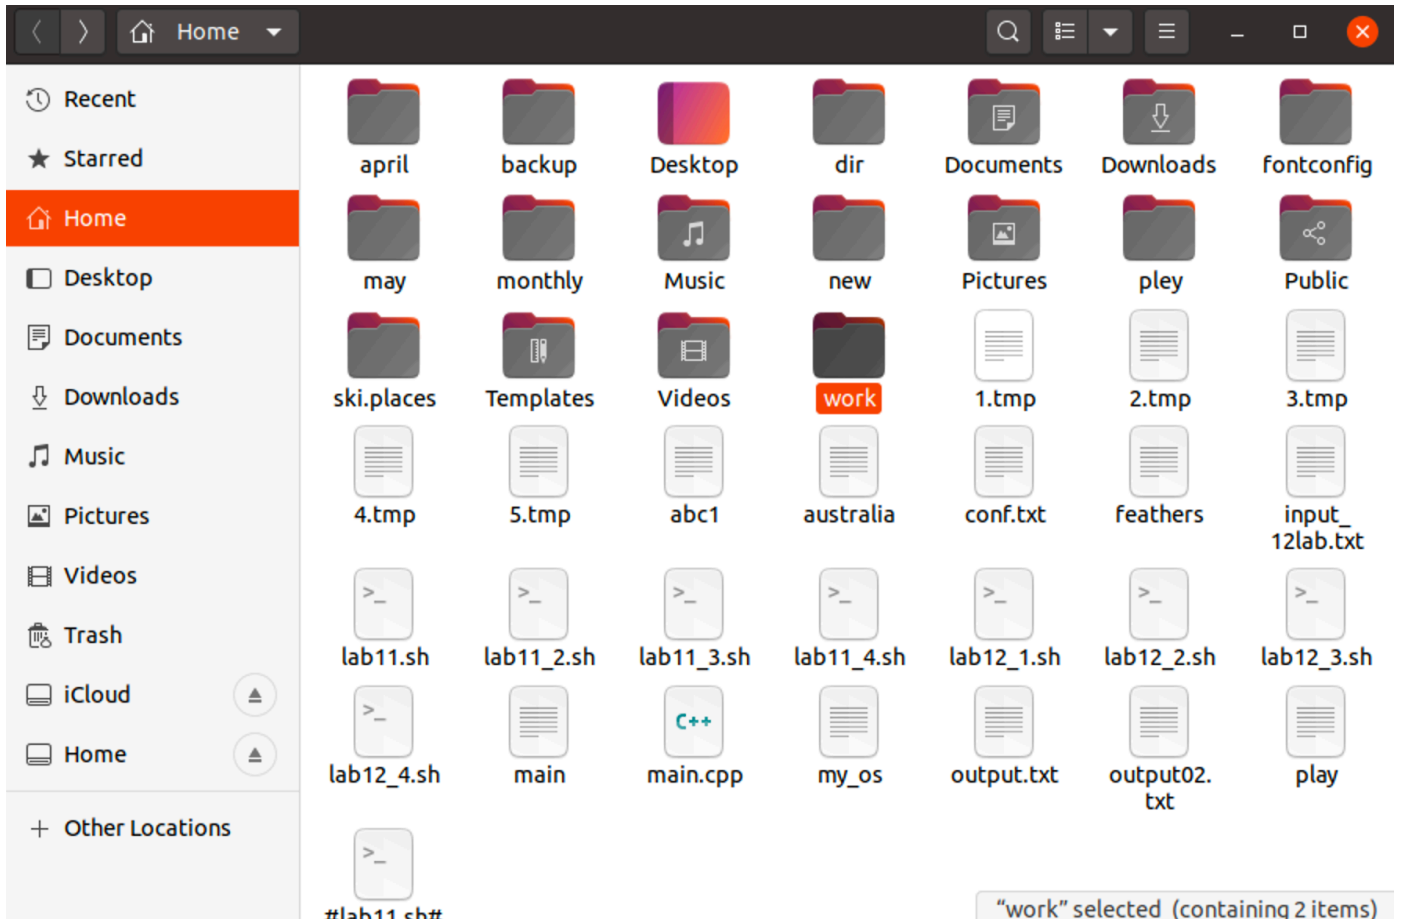 Home
Recent
Starred
Home
Desktop
Documents
Downloads
Music
Pictures
Videos
Trash
iCloud
Home
+ Other Locations
april
backup
Desktop
dir
Documents
Downloads
fontconfig
may
monthly
Music
new
Pictures
pley
Public
ski.places
Templates
Videos
work
1.tmp
2.tmp
3.tmp
4.tmp
5.tmp
abc1
australia
conf.txt
feathers
input_
12lab.txt
>_
lab11.sh
>_
lab11_2.sh
>_
lab11_3.sh
>_
lab11_4.sh
>_
lab12_1.sh
>_
lab12_2.sh
>_
lab12_3.sh
>_
lab12_4.sh
main
C++
main.cpp
my_os
output.txt
output02.
txt
play
>_
#lab11.sh#
“work” selected (containing 2 items)